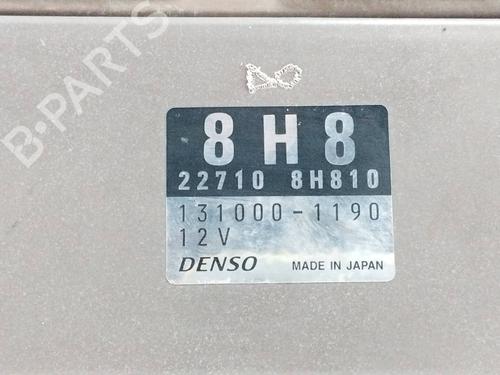 B-PARTS
8H8
22710 8H810
131000-1190
12V
DENSO MADE IN JAPAN